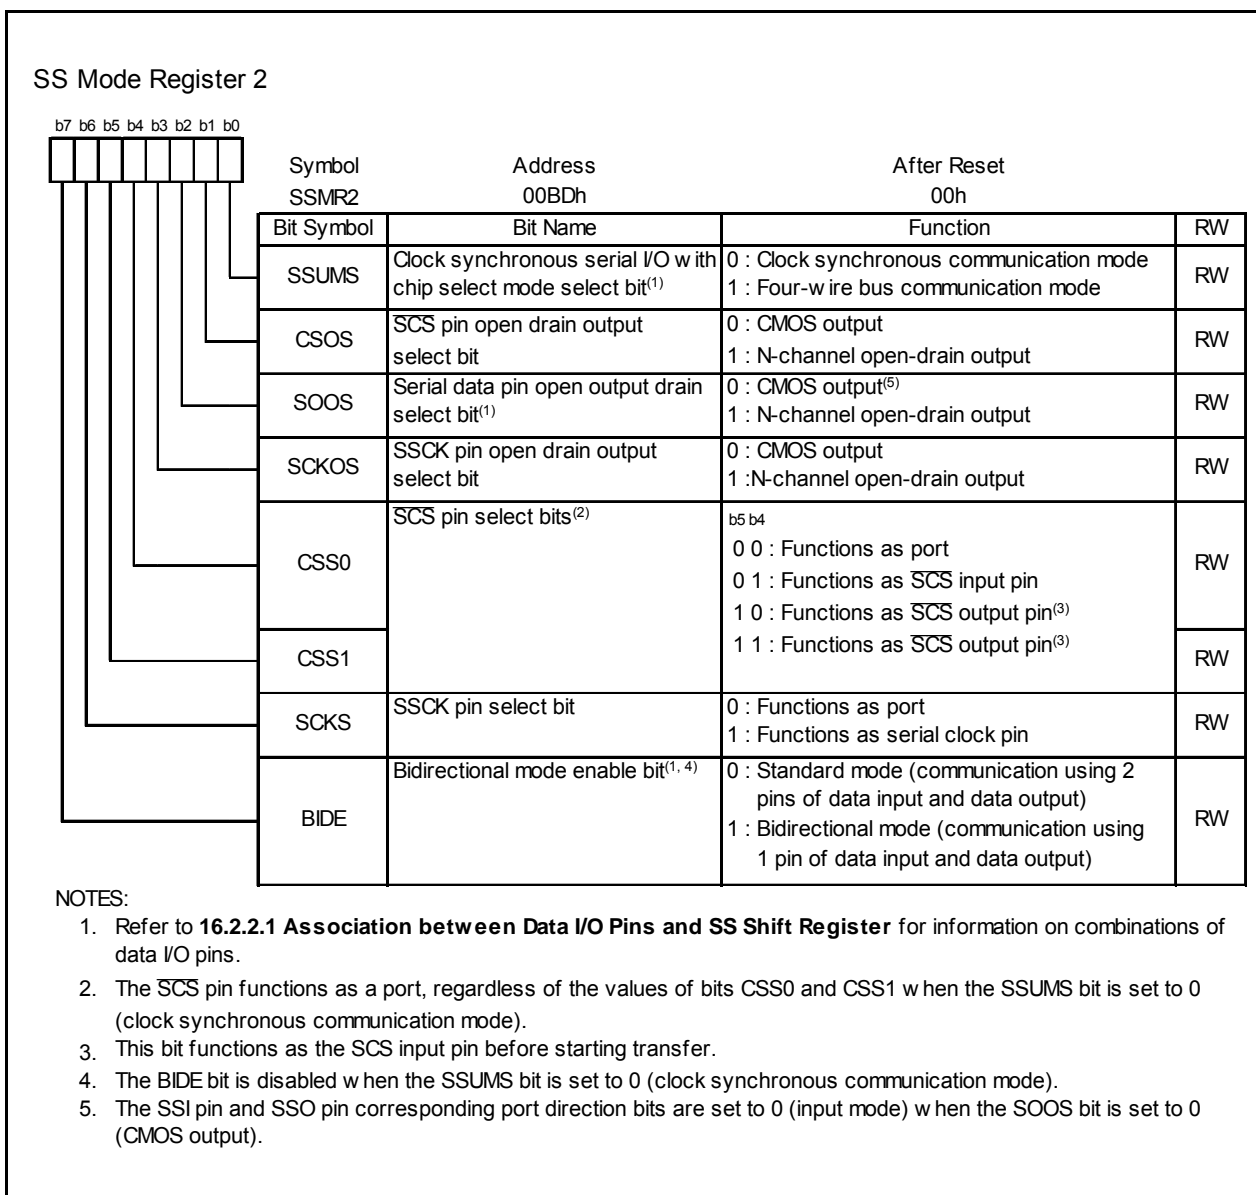 SS Mode Register 2
b7 b6 b5 b4 b3 b2 b1 b0
Symbol Address After Reset
SSMR2 00BDh 00h
Bit Symbol Bit Name Function RW
SSUMS
Clock synchronous serial I/O with
chip select mode select bit(1)
0 : Clock synchronous communication mode
1 : Four-wire bus communication mode
RW
CSOS
SCS pin open drain output
select bit
0 : CMOS output
1 : N-channel open-drain output
RW
SOOS
Serial data pin open output drain
select bit(1)
0 : CMOS output(5)
1 : N-channel open-drain output
RW
SCKOS
SSCK pin open drain output
select bit
0 : CMOS output
1 :N-channel open-drain output
RW
CSS0
SCS pin select bits(2)
b5 b4
0 0 : Functions as port
0 1 : Functions as SCS input pin
1 0 : Functions as SCS output pin(3)
1 1 : Functions as SCS output pin(3)
RW
CSS1
RW
SCKS
SSCK pin select bit
0 : Functions as port
1 : Functions as serial clock pin
RW
BIDE
Bidirectional mode enable bit(1, 4)
0 : Standard mode (communication using 2
pins of data input and data output)
1 : Bidirectional mode (communication using
1 pin of data input and data output)
RW
NOTES:
1. Refer to 16.2.2.1 Association between Data I/O Pins and SS Shift Register for information on combinations of
data I/O pins.
2. The SCS pin functions as a port, regardless of the values of bits CSS0 and CSS1 when the SSUMS bit is set to 0
(clock synchronous communication mode).
3. This bit functions as the SCS input pin before starting transfer.
4. The BIDE bit is disabled when the SSUMS bit is set to 0 (clock synchronous communication mode).
5. The SSI pin and SSO pin corresponding port direction bits are set to 0 (input mode) when the SOOS bit is set to 0
(CMOS output).